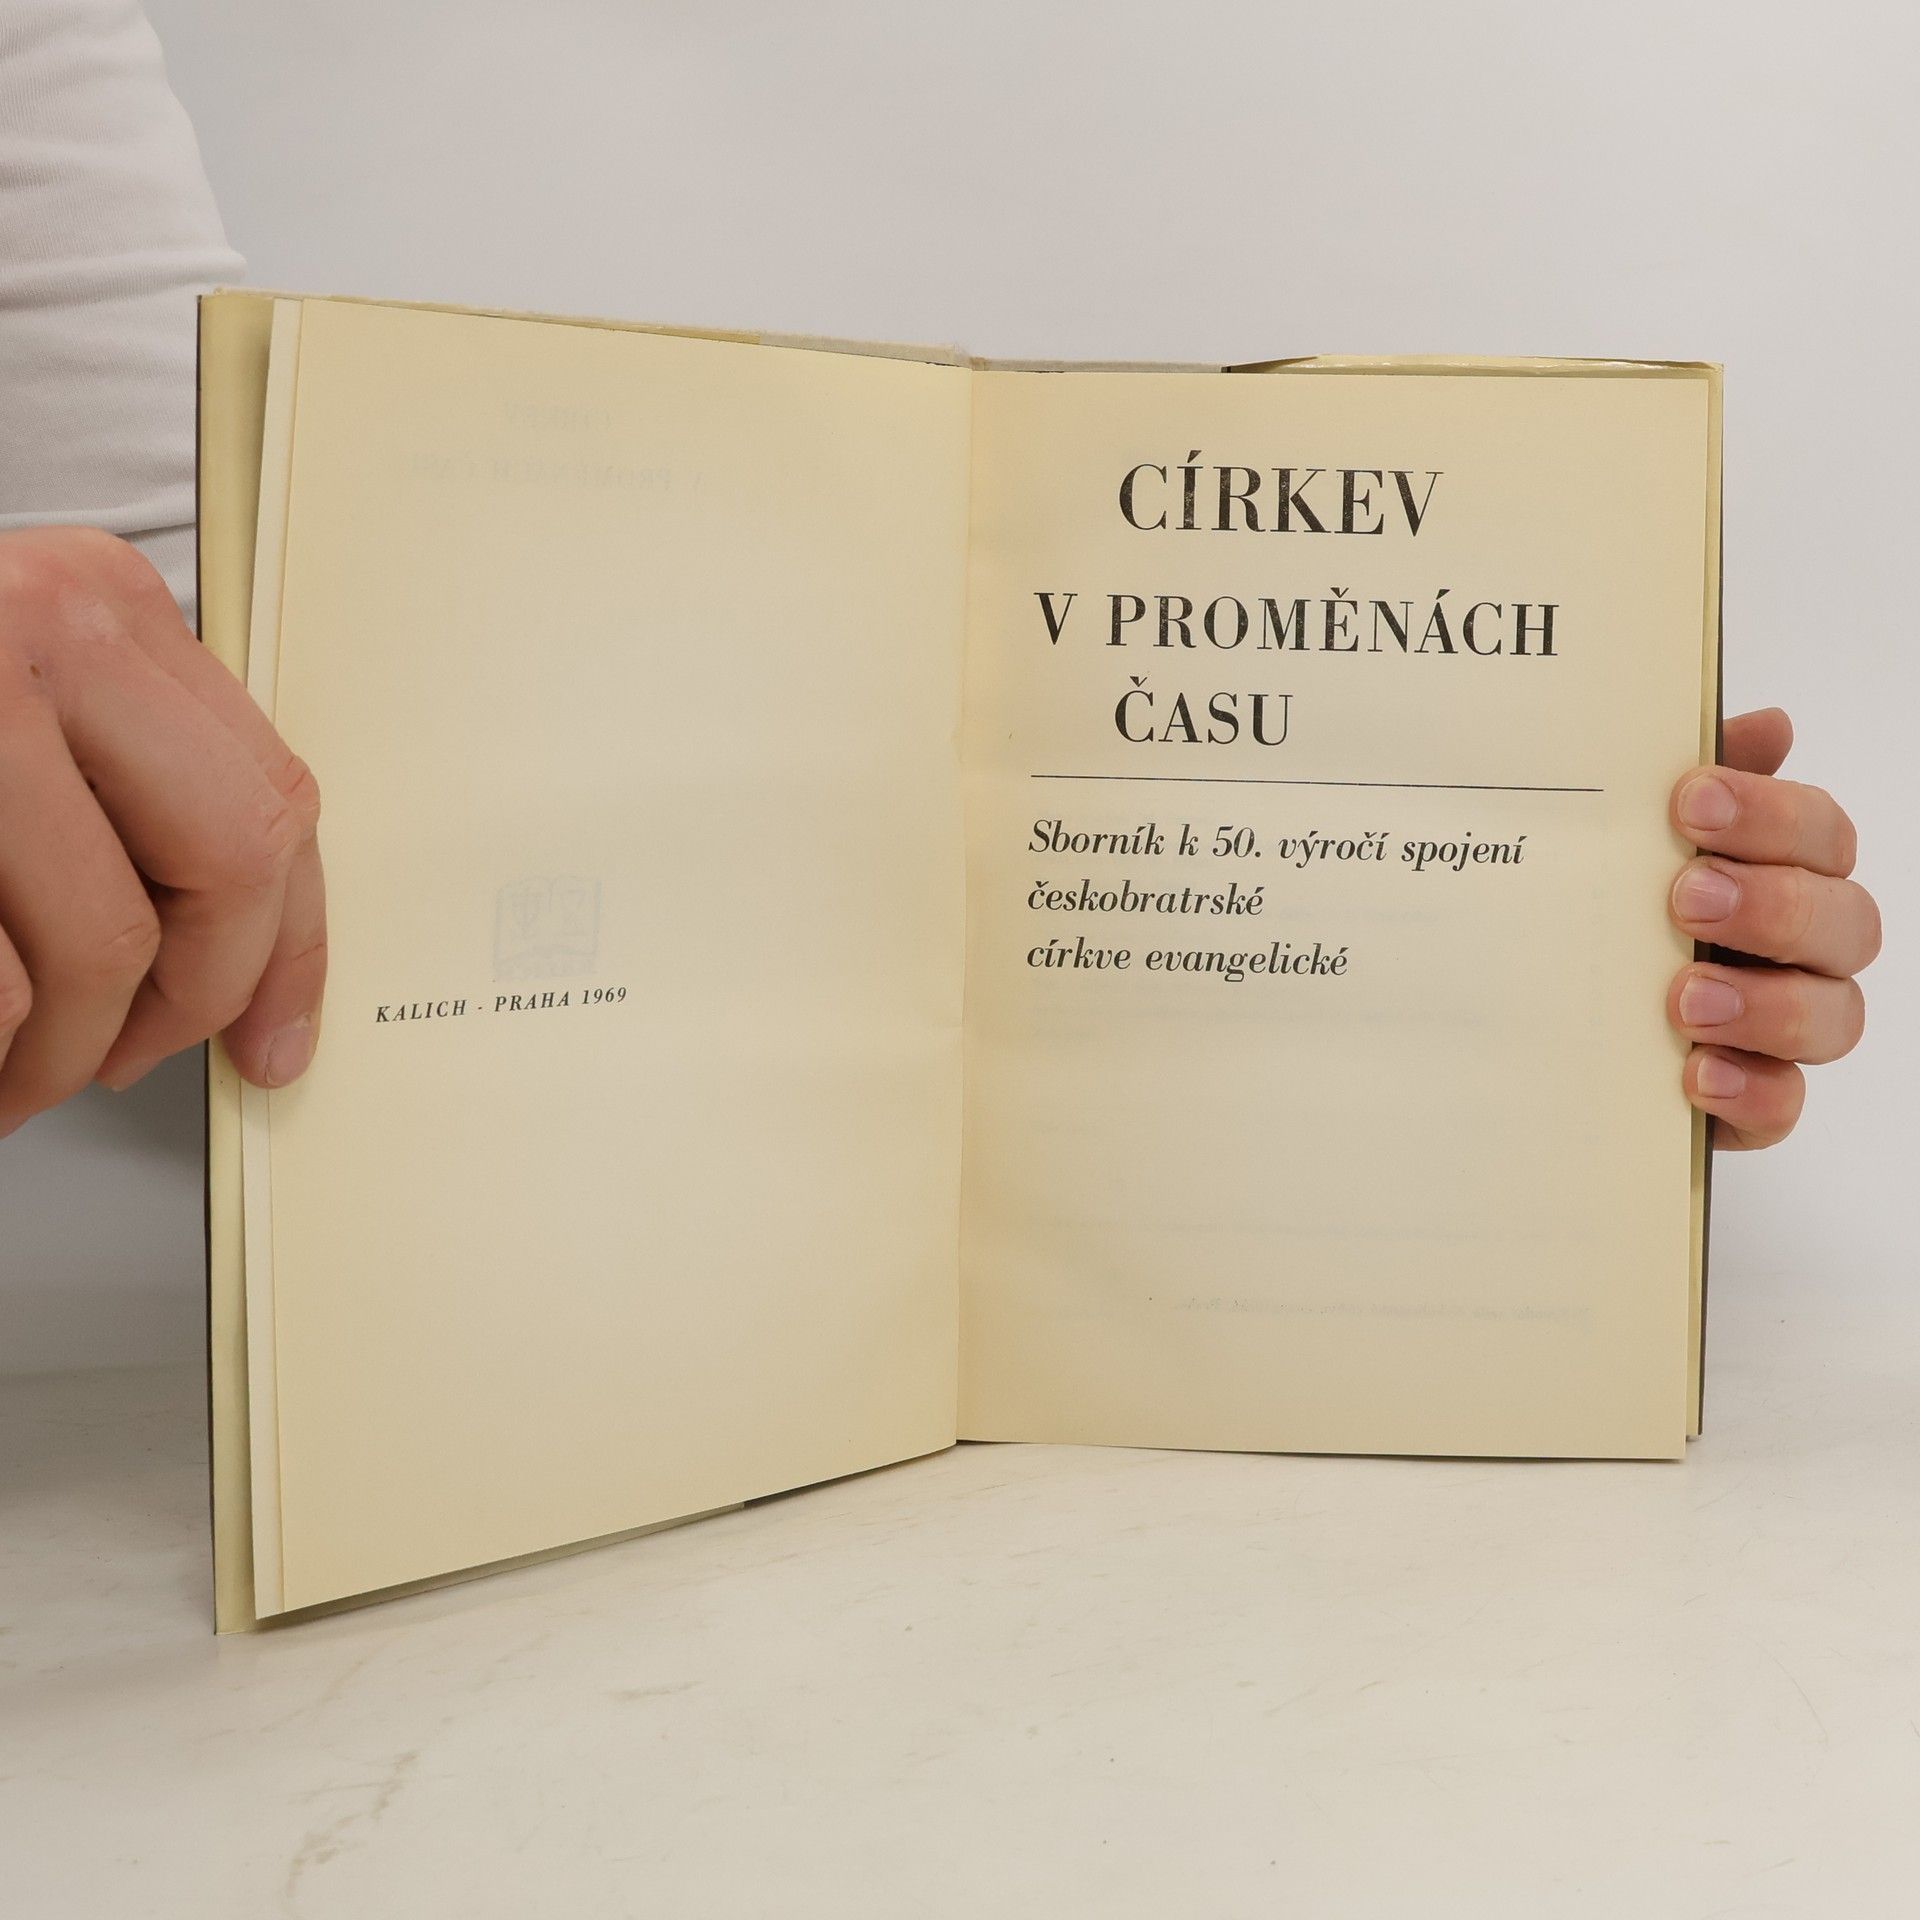 KALICH - PRAHA 1969
CÍRKEV
V PROMĚNÁCH
ČASU
Sborník k 50. výročí spojení
českobratrské
církve evangelické